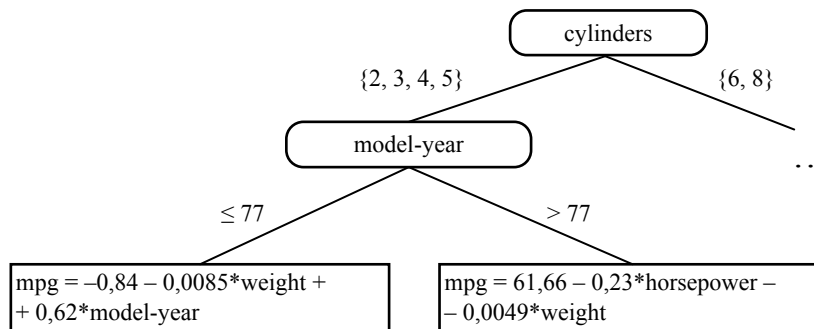 cylinders
{2, 3, 4, 5}
{6, 8}
model-year
. .
≤ 77
> 77
mpg = –0,84 – 0,0085*weight +
+ 0,62*model-year
mpg = 61,66 – 0,23*horsepower –
– 0,0049*weight